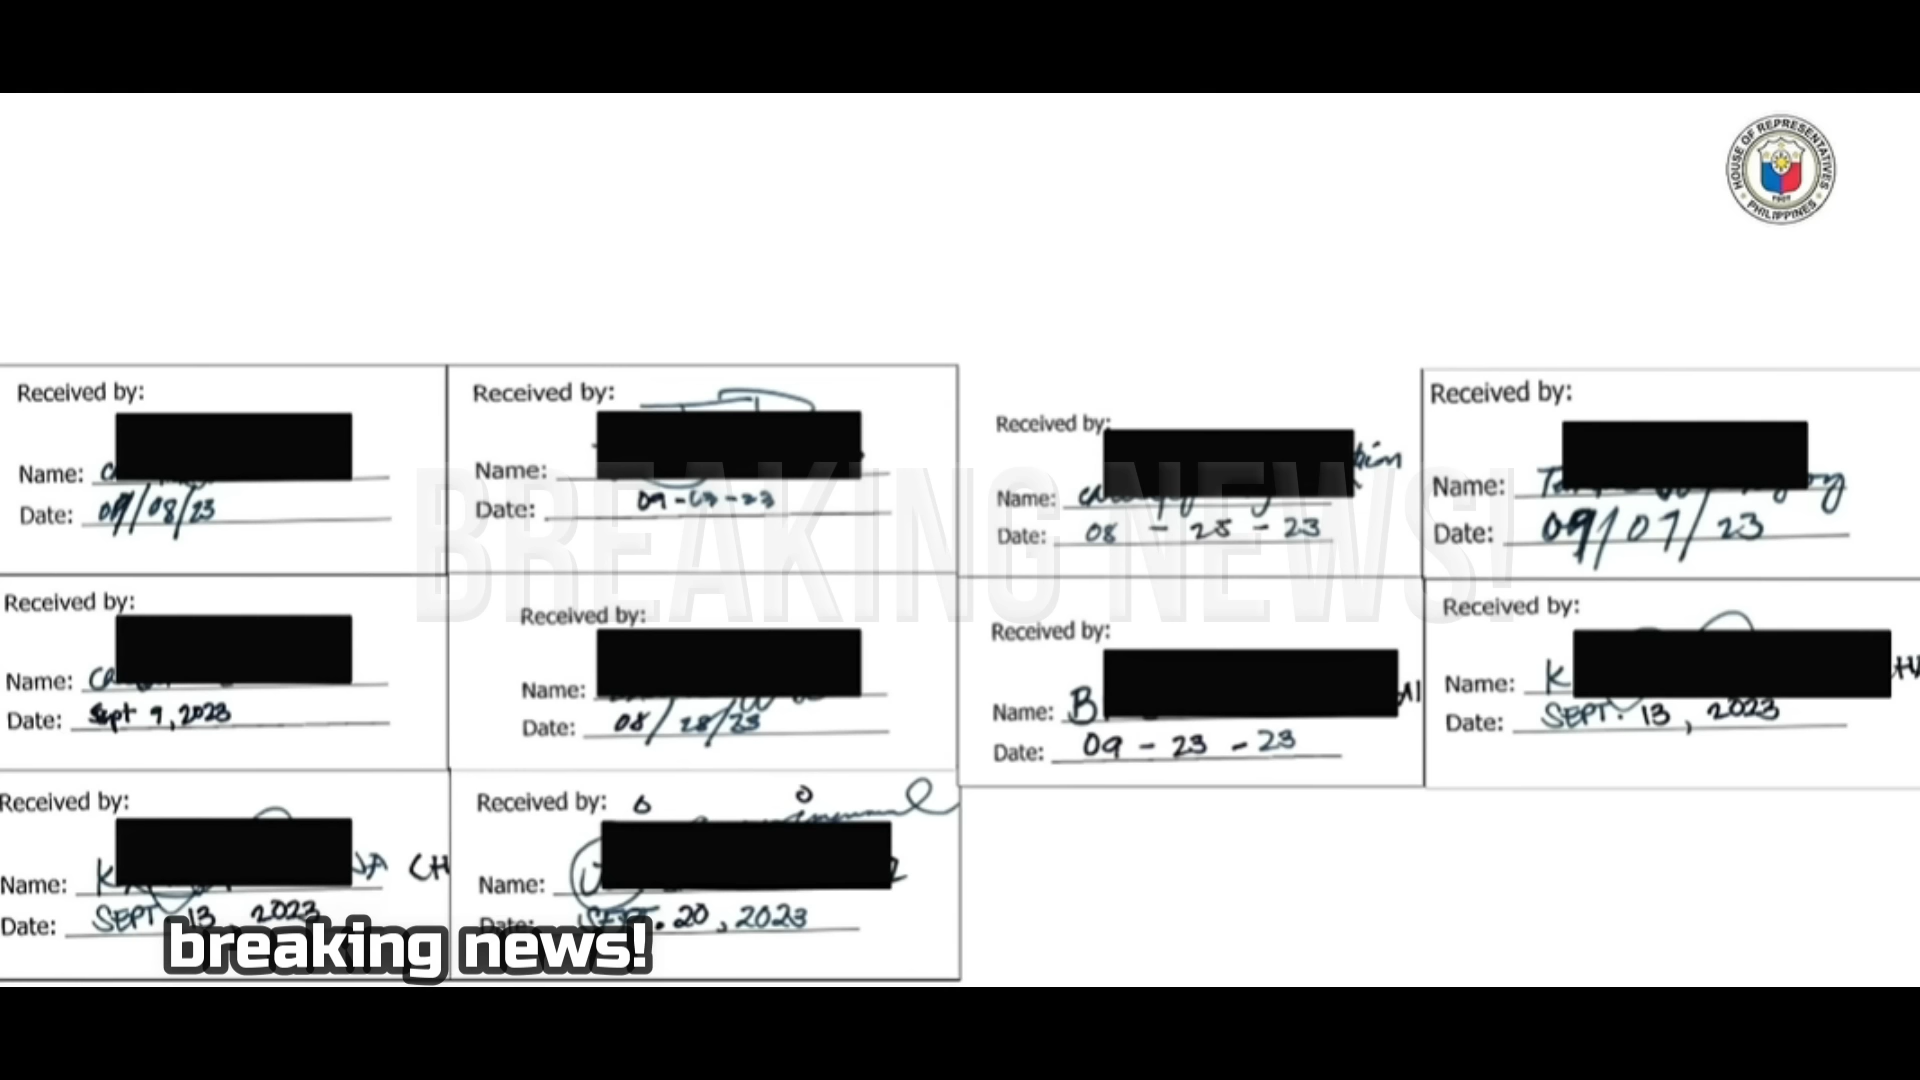 HOUSE OF REPRESENTATIVES
PHILIPPINES
1907
Received by:
Name:
Date: 09/08/23
Received by:
Name:
Date: 09-03-23
Received by:
Name:
Date: 08 - 25 - 23
Received by:
Name:
Date: 09/07/23
BREAKING NEWS!
Received by:
Name:
Date: Sept 9, 2023
Received by:
Name:
Date: 08/28/23
Received by:
Name: B
Date: 09 - 23 - 23
Received by:
Name: K
Date: SEPT. 13, 2023
Received by:
Name: K
Date: SEPT 13, 2023
Received by:
Name:
Date: SEPT. 20, 2023
breaking news!